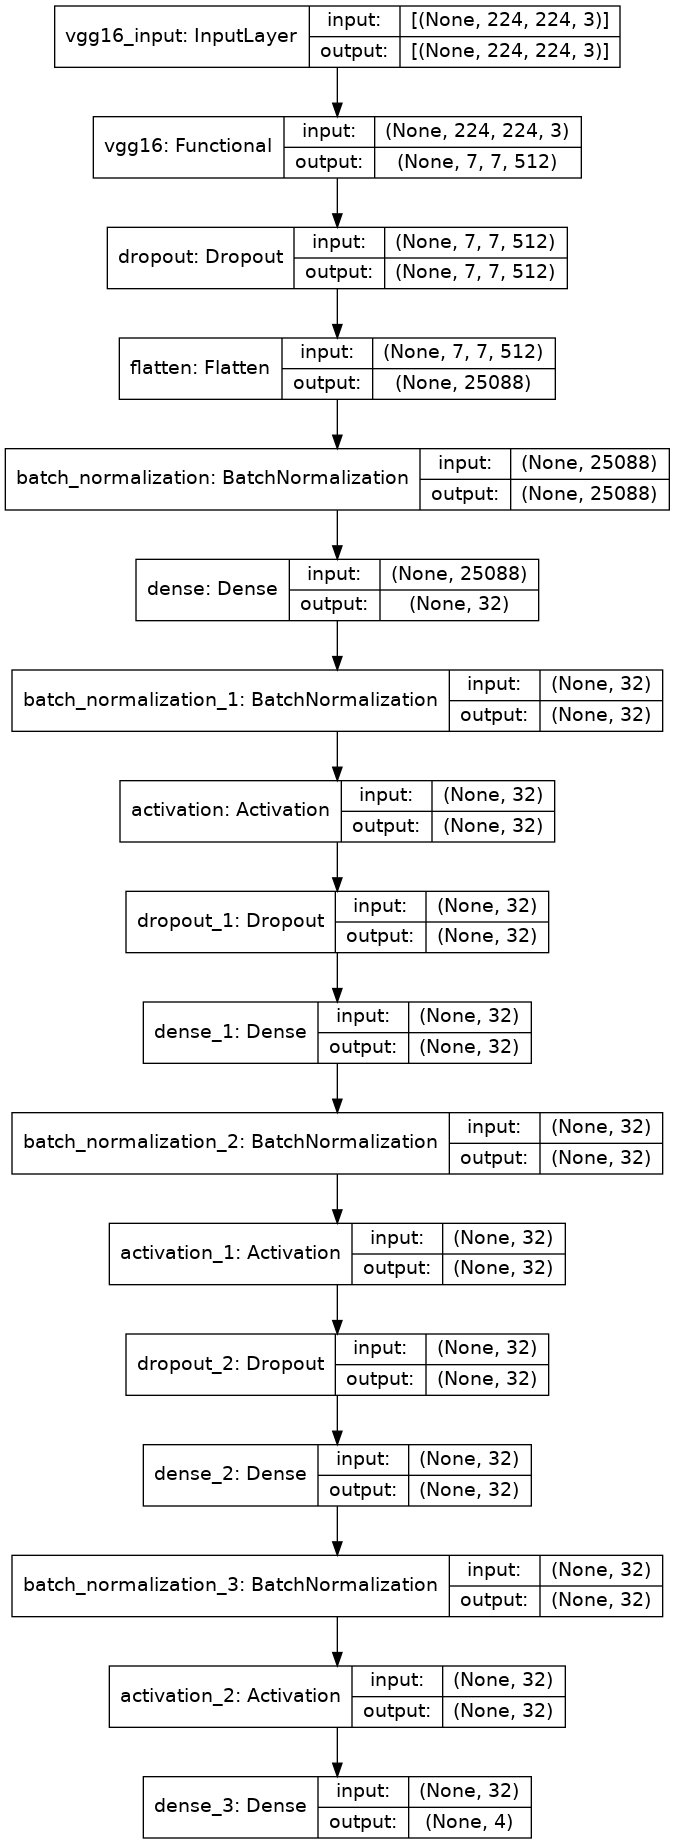 vgg16_input: InputLayer
input: [(None, 224, 224, 3)]
output: [(None, 224, 224, 3)]
vgg16: Functional
input: (None, 224, 224, 3)
output: (None, 7, 7, 512)
dropout: Dropout
input: (None, 7, 7, 512)
output: (None, 7, 7, 512)
flatten: Flatten
input: (None, 7, 7, 512)
output: (None, 25088)
batch_normalization: BatchNormalization
input: (None, 25088)
output: (None, 25088)
dense: Dense
input: (None, 25088)
output: (None, 32)
batch_normalization_1: BatchNormalization
input: (None, 32)
output: (None, 32)
activation: Activation
input: (None, 32)
output: (None, 32)
dropout_1: Dropout
input: (None, 32)
output: (None, 32)
dense_1: Dense
input: (None, 32)
output: (None, 32)
batch_normalization_2: BatchNormalization
input: (None, 32)
output: (None, 32)
activation_1: Activation
input: (None, 32)
output: (None, 32)
dropout_2: Dropout
input: (None, 32)
output: (None, 32)
dense_2: Dense
input: (None, 32)
output: (None, 32)
batch_normalization_3: BatchNormalization
input: (None, 32)
output: (None, 32)
activation_2: Activation
input: (None, 32)
output: (None, 32)
dense_3: Dense
input: (None, 32)
output: (None, 4)